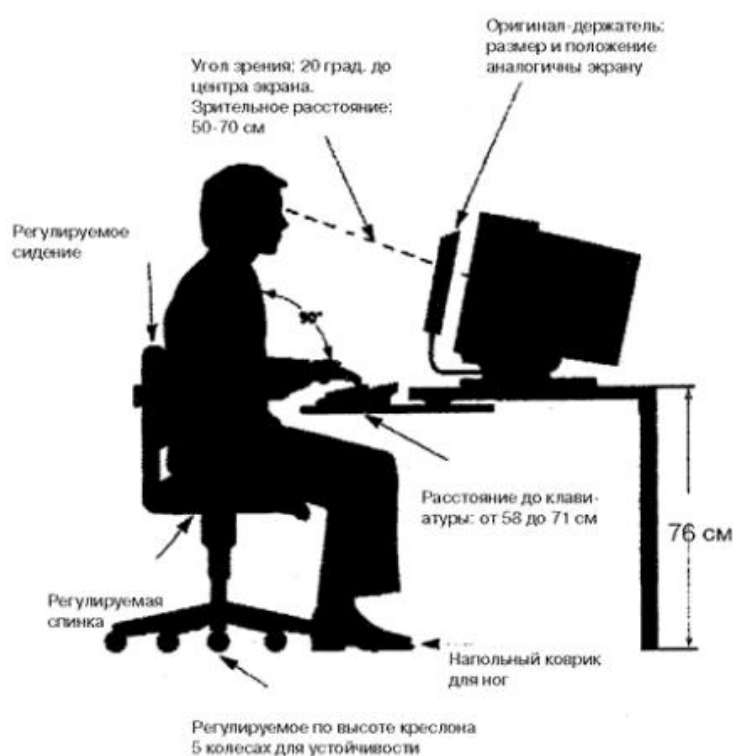 Оригинал-держатель:
размер и положение
аналогичны экрану
Угол зрения: 20 град. до
центра экрана.
Зрительное расстояние:
50-70 см
Регулируемое
сидение
90°
Расстояние до клави-
атуры: от 58 до 71 см
76 см
Регулируемая
спинка
Напольный коврик
для ног
Регулируемое по высоте креслона
5 колесах для устойчивости